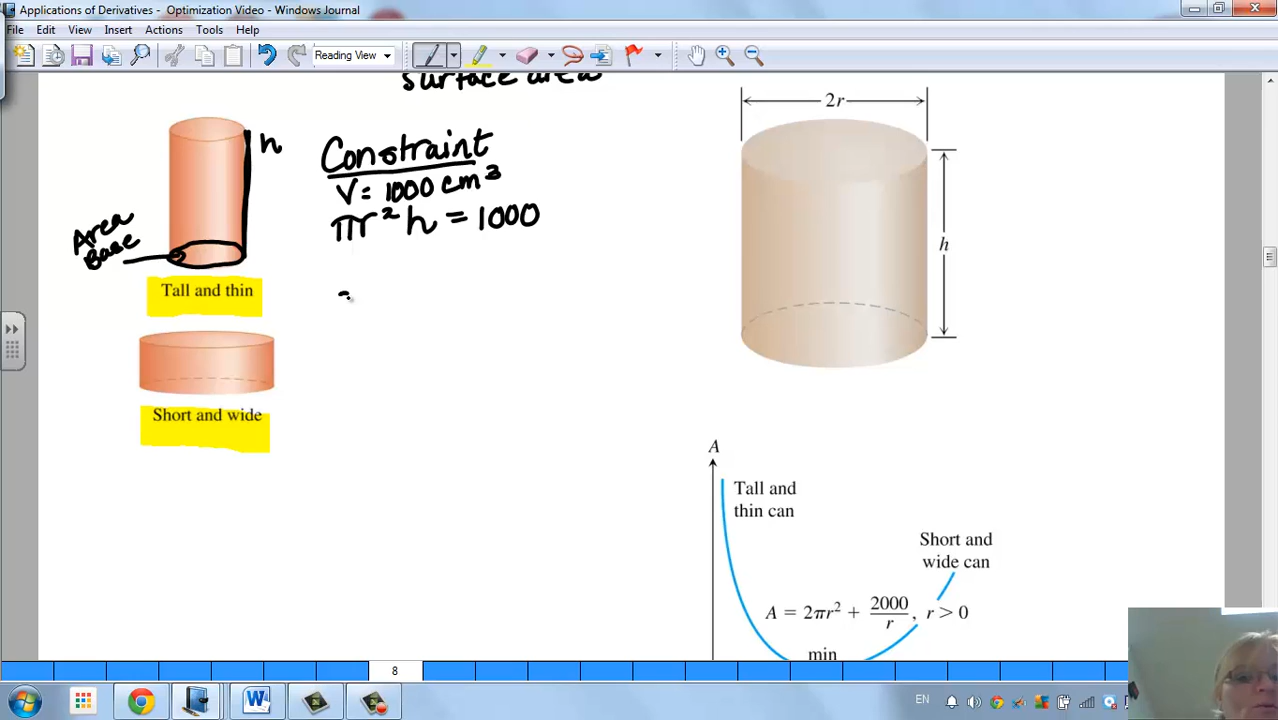 Applications of Derivatives - Optimization Video - Windows Journal
File Edit View Insert Actions Tools Help
Reading View
surface area
2r
h
Constraint
V = 1000 cm³
πr² h = 1000
Area
Base
h
Tall and thin
Short and wide
A
Tall and
thin can
Short and
wide can
A = 2πr² + 2000/r, r > 0
min
8
EN